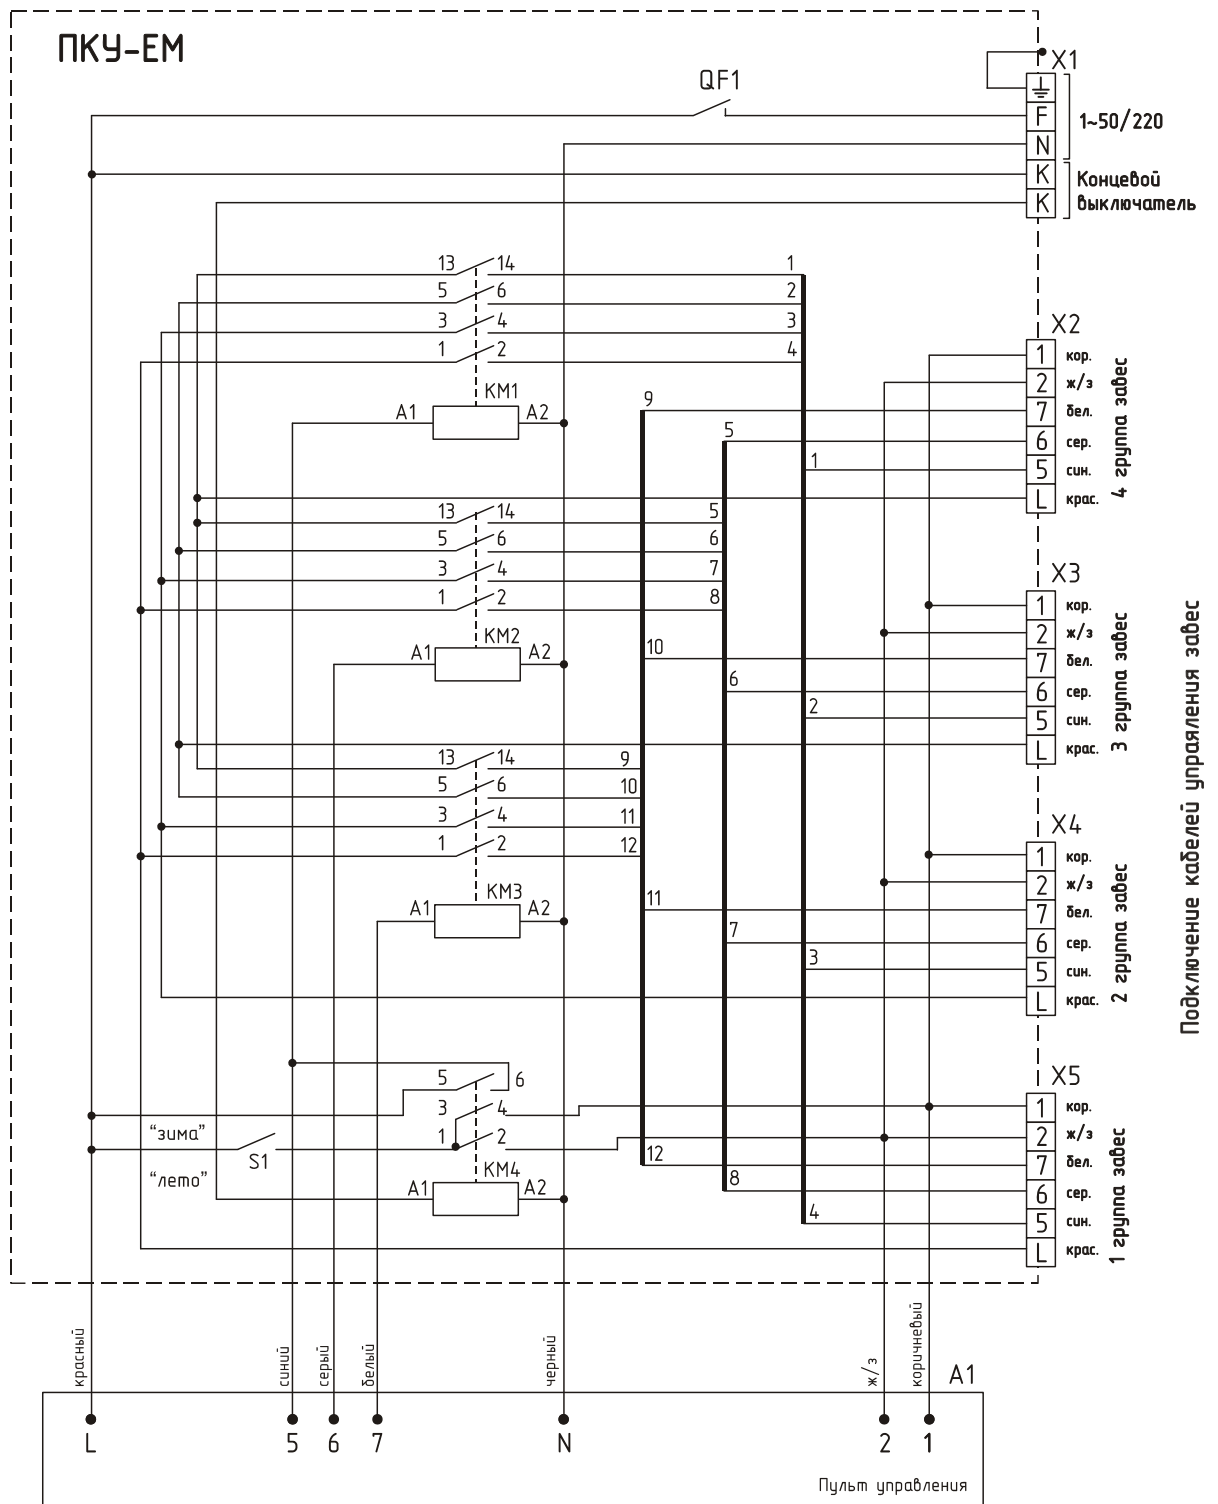 ПКУ-ЕМ
QF1
X1
F
1~50/220
N
K
Концевой
K
выключатель
13 14 1
5 6 2
3 4 3
1 2 4
KM1
A1 A2
X2
1 кор.
2 ж/з
9 7 бел.
5 6 сер.
1 5 син.
L крас.
4 группа завес
13 14 5
5 6 6
3 4 7
1 2 8
KM2
A1 A2
X3
1 кор.
2 ж/з
10 7 бел.
6 6 сер.
2 5 син.
L крас.
3 группа завес
13 14 9
5 6 10
3 4 11
1 2 12
KM3
A1 A2
X4
1 кор.
2 ж/з
11 7 бел.
7 6 сер.
3 5 син.
L крас.
2 группа завес
Подключение кабелей упраяления завес
5 6
3 4
1 2
“зима”
S1
“лето”
KM4
A1 A2
X5
1 кор.
2 ж/з
12 7 бел.
8 6 сер.
4 5 син.
L крас.
1 группа завес
красный
синий
серый
белый
черный
ж/з
коричневый
A1
L 5 6 7 N 2 1
Пульт управления